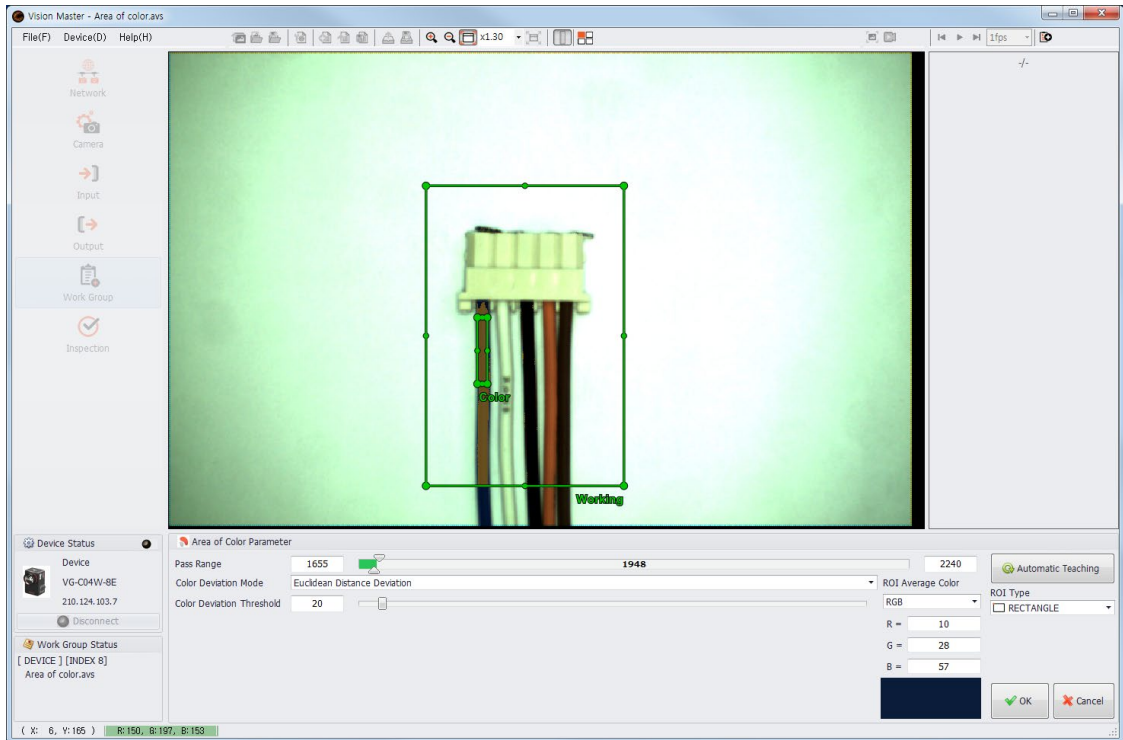 Vision Master - Area of color.avs
File(F) Device(D) Help(H)
x1.30
1fps
-/-
Network
Camera
Input
Output
Work Group
Inspection
Color
Working
Device Status
Device
VG-C04W-8E
210.124.103.7
Disconnect
Work Group Status
[ DEVICE ] [INDEX 8]
Area of color.avs
Area of Color Parameter
Pass Range 1655 1948 2240
Color Deviation Mode Euclidean Distance Deviation
Color Deviation Threshold 20
ROI Average Color
RGB
R = 10
G = 28
B = 57
Automatic Teaching
ROI Type
RECTANGLE
OK Cancel
( X: 6, Y:165 ) R:150, G:197, B:153